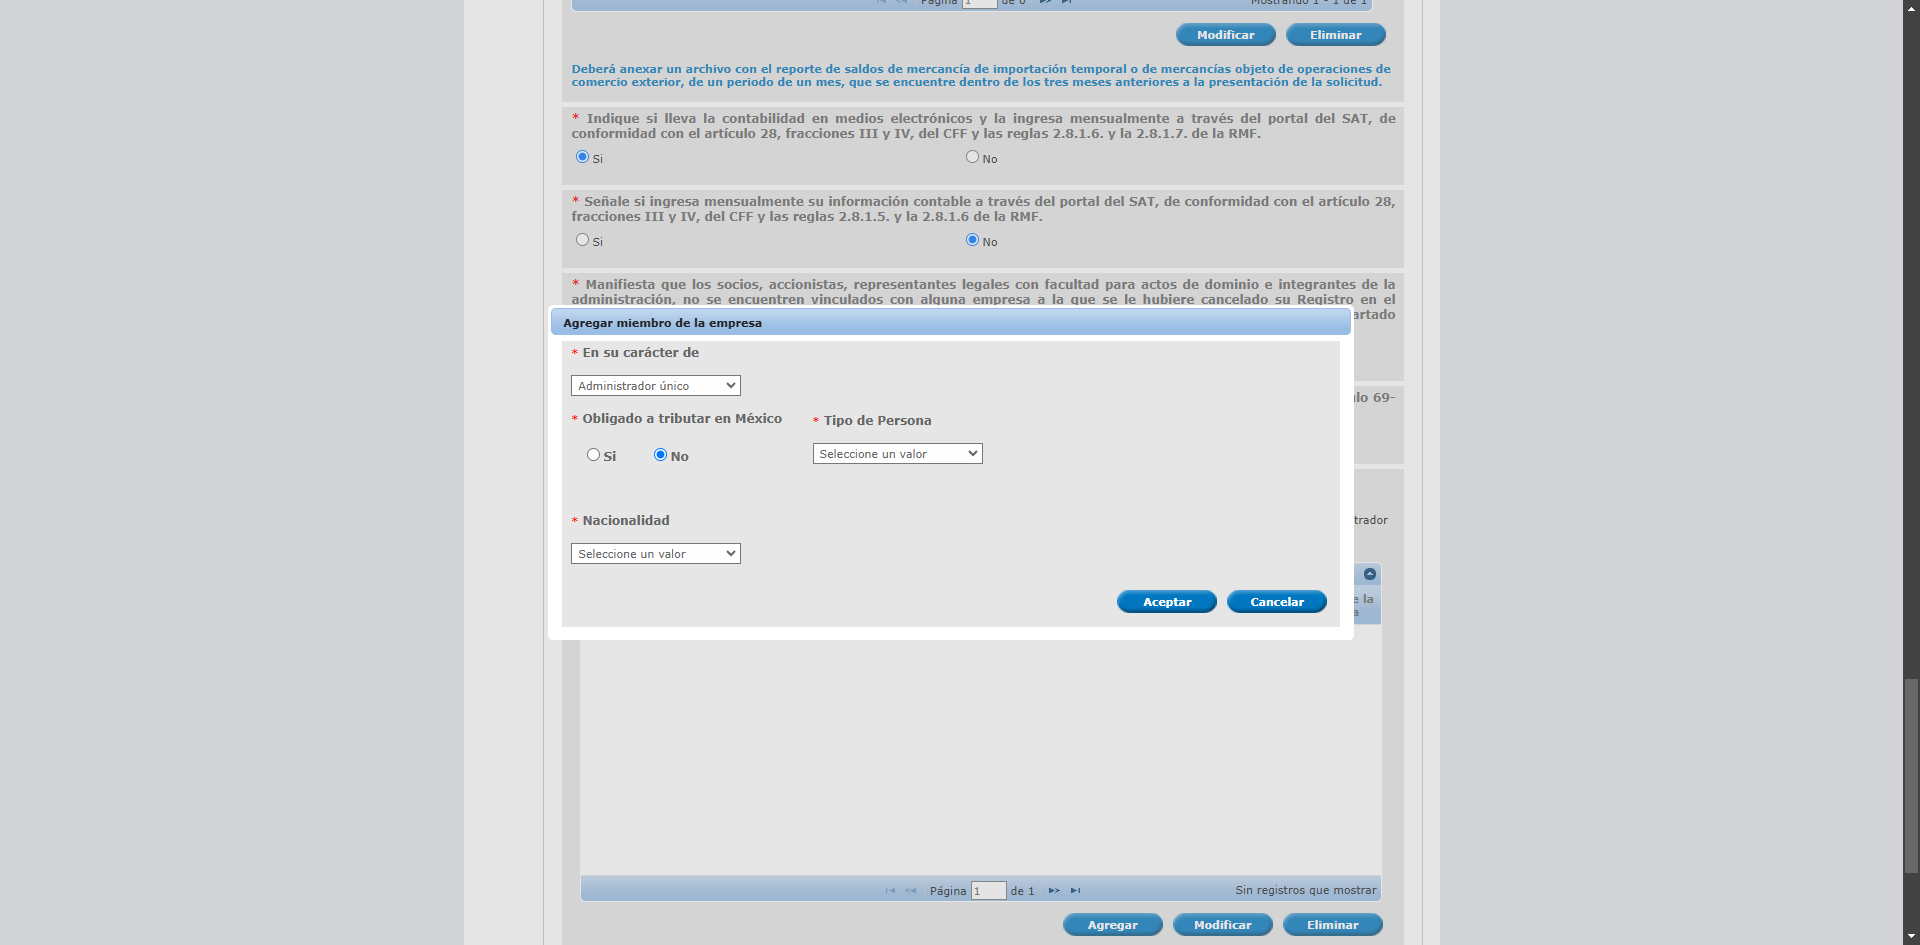 Página 1 de 0 Mostrando 1 - 1 de 1
Modificar Eliminar
Deberá anexar un archivo con el reporte de saldos de mercancía de importación temporal o de mercancías objeto de operaciones de
comercio exterior, de un periodo de un mes, que se encuentre dentro de los tres meses anteriores a la presentación de la solicitud.
* Indique si lleva la contabilidad en medios electrónicos y la ingresa mensualmente a través del portal del SAT, de
conformidad con el artículo 28, fracciones III y IV, del CFF y las reglas 2.8.1.6. y la 2.8.1.7. de la RMF.
Si No
* Señale si ingresa mensualmente su información contable a través del portal del SAT, de conformidad con el artículo 28,
fracciones III y IV, del CFF y las reglas 2.8.1.5. y la 2.8.1.6 de la RMF.
Si No
* Manifiesta que los socios, accionistas, representantes legales con facultad para actos de dominio e integrantes de la
administración, no se encuentren vinculados con alguna empresa a la que se le hubiere cancelado su Registro en el
artado
Agregar miembro de la empresa
* En su carácter de
Administrador único
lo 69-
* Obligado a tributar en México * Tipo de Persona
Si No Seleccione un valor
* Nacionalidad
trador
Seleccione un valor
e la
a
Aceptar Cancelar
Página 1 de 1 Sin registros que mostrar
Agregar Modificar Eliminar